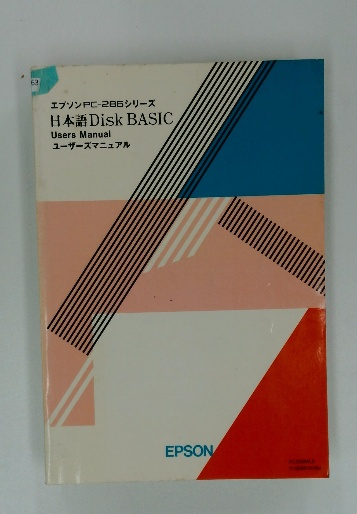 63
エプソンPC-286シリーズ
日本語Disk BASIC
Users Manual
ユーザーズマニュアル
EPSON